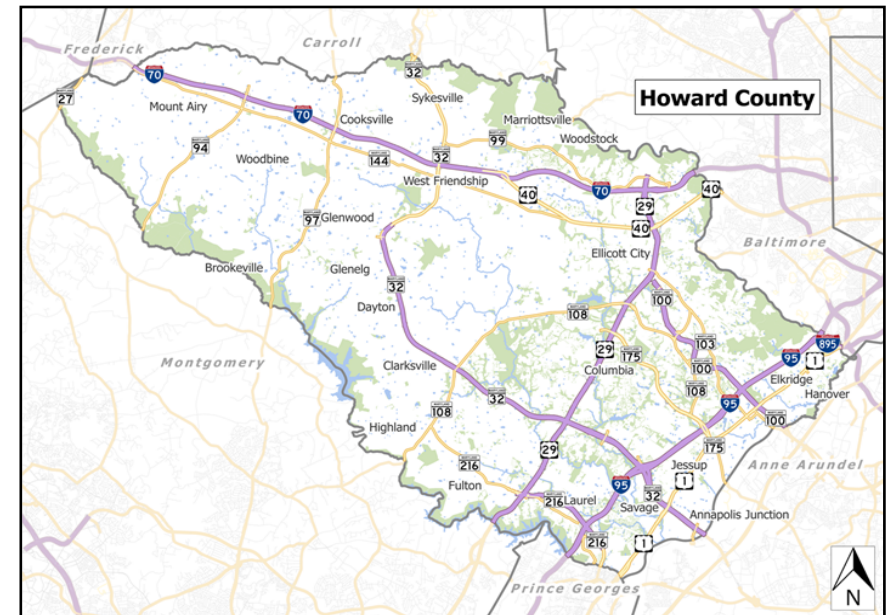 Carroll
Frederick
70
MARYLAND
32
27
Mount Airy
70
Sykesville
Howard County
Cooksville
Marriottsville
94
99
Woodstock
Woodbine
144
32
West Friendship
40
70
29
40
97
Glenwood
40
Baltimore
Ellicott City
Brookeville
Glenelg
32
100
Dayton
108
103
895
Montgomery
29
175
95
1
Clarksville
Columbia
100
Elkridge
32
108
Hanover
108
95
100
Highland
29
175
216
Jessup
Anne Arundel
Fulton
95
1
216
Laurel
32
Savage
Annapolis Junction
216
1
Prince Georges
N